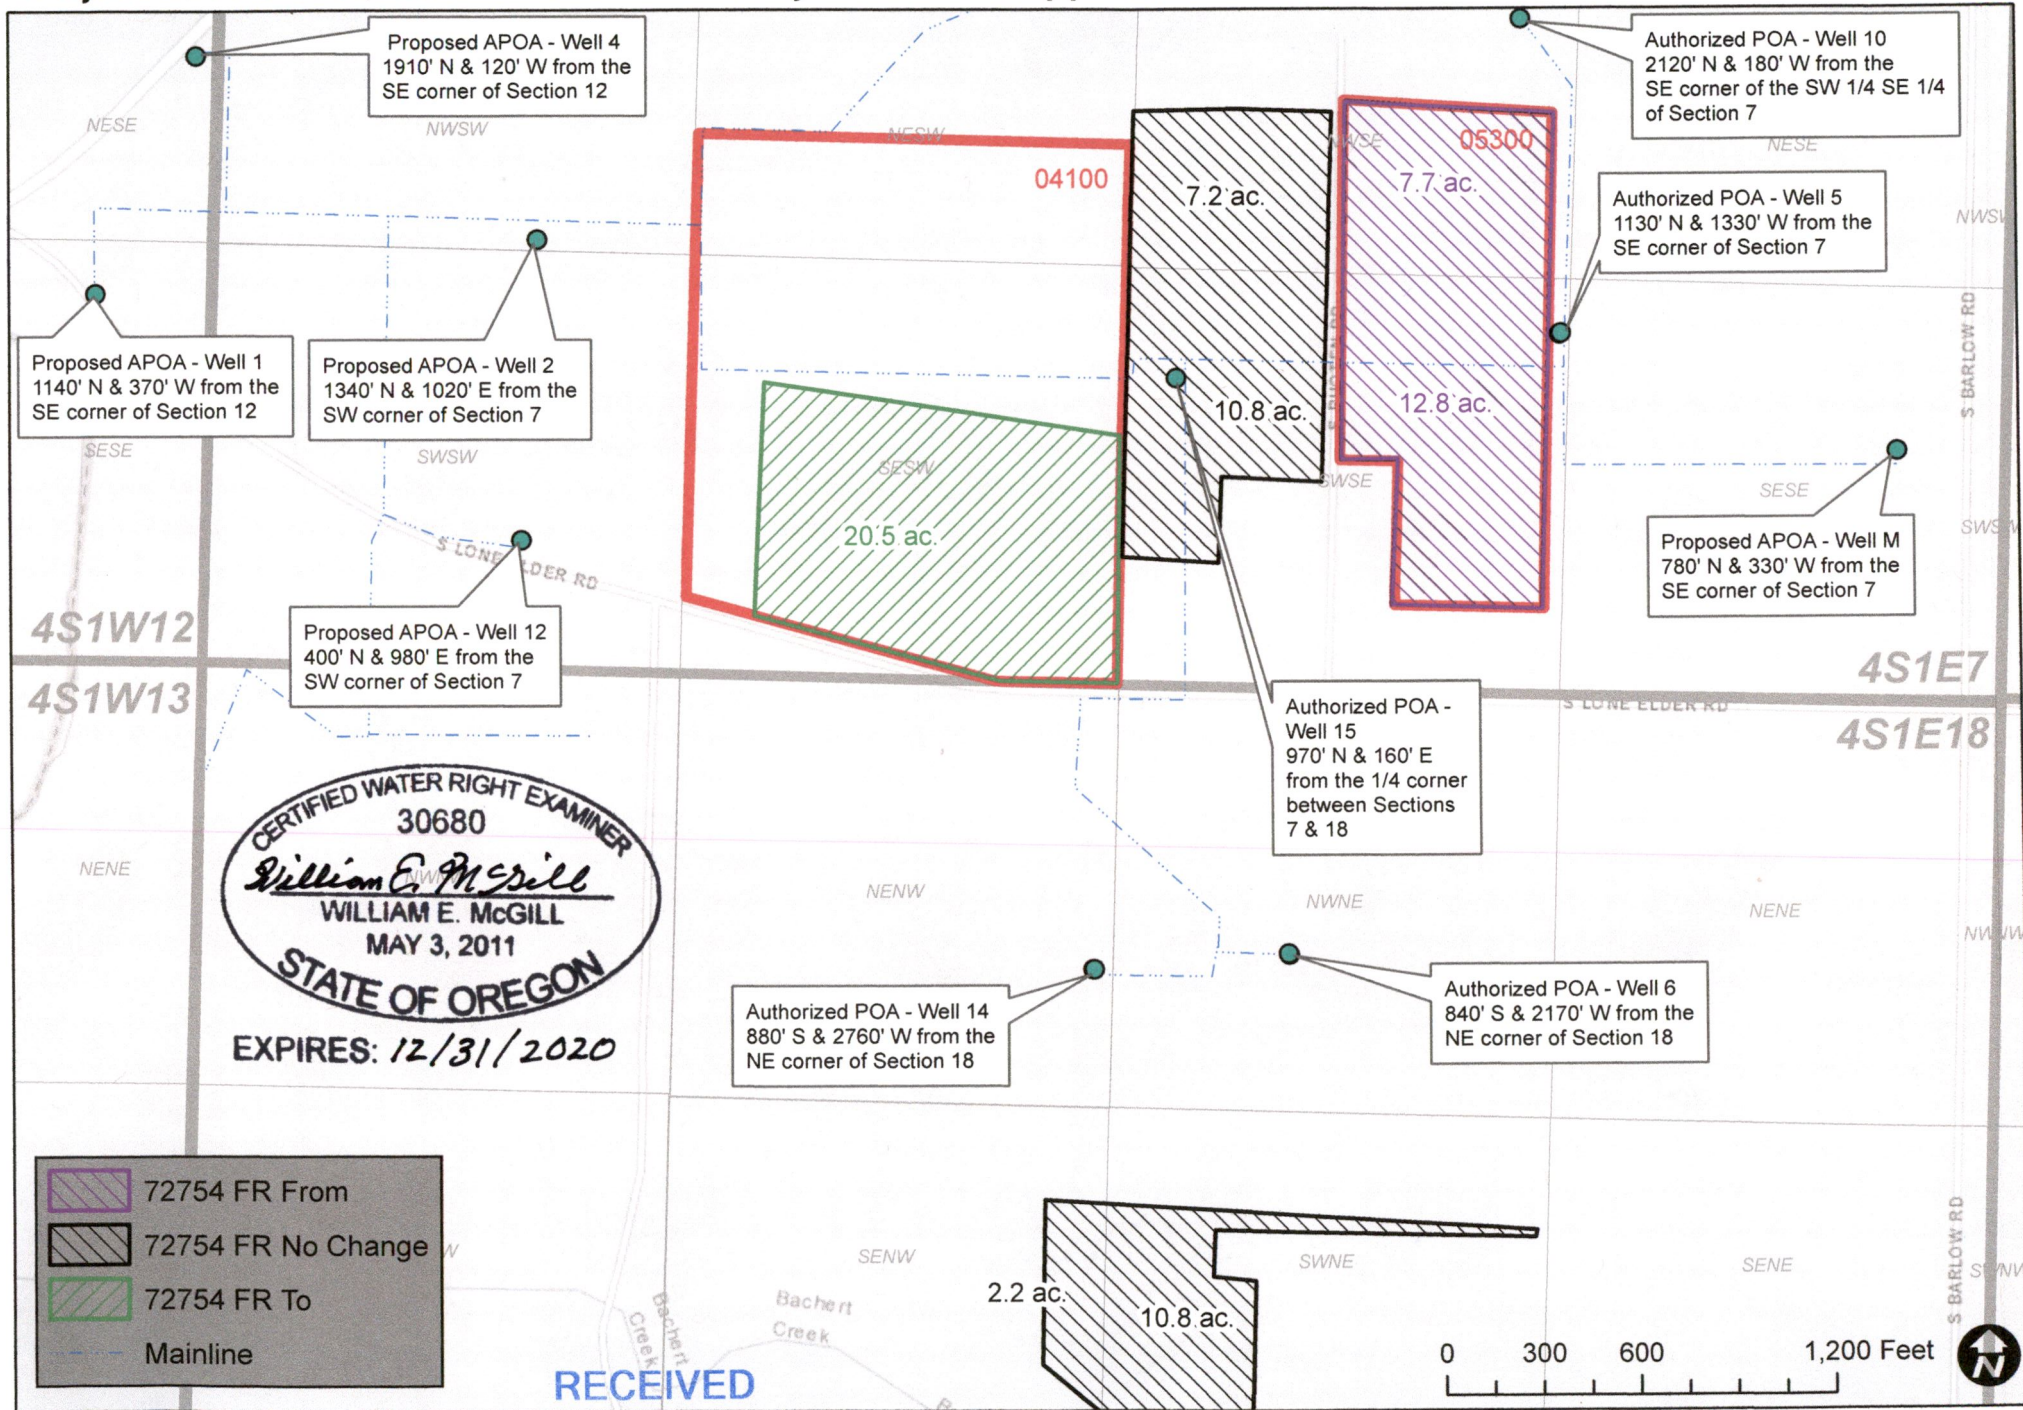 Proposed APOA - Well 4
1910' N & 120' W from the
SE corner of Section 12
Authorized POA - Well 10
2120' N & 180' W from the
SE corner of the SW 1/4 SE 1/4
of Section 7
NESE
NWSW
NESW
NWSE
05300
NESE
04100
7.2 ac.
7.7 ac.
Authorized POA - Well 5
1130' N & 1330' W from the
SE corner of Section 7
Proposed APOA - Well 1
1140' N & 370' W from the
SE corner of Section 12
Proposed APOA - Well 2
1340' N & 1020' E from the
SW corner of Section 7
S BARLOW RD
10.8 ac.
12.8 ac.
SESE
SWSW
SESW
SWSE
SESE
20.5 ac.
S LONE ELDER RD
Proposed APOA - Well M
780' N & 330' W from the
SE corner of Section 7
4S1W12
Proposed APOA - Well 12
400' N & 980' E from the
SW corner of Section 7
4S1E7
4S1W13
S LONE ELDER RD
4S1E18
Authorized POA -
Well 15
970' N & 160' E
from the 1/4 corner
between Sections
7 & 18
CERTIFIED WATER RIGHT EXAMINER
30680
William E. McGill
WILLIAM E. McGILL
MAY 3, 2011
STATE OF OREGON
EXPIRES: 12/31/2020
NENE
NENW
NWNE
NENE
Authorized POA - Well 14
880' S & 2760' W from the
NE corner of Section 18
Authorized POA - Well 6
840' S & 2170' W from the
NE corner of Section 18
72754 FR From
72754 FR No Change
72754 FR To
Mainline
SENW
SWNE
SENE
S BARLOW RD
2.2 ac.
10.8 ac.
Bachert
Creek
Bachert
Creek
0 300 600 1,200 Feet
N
RECEIVED